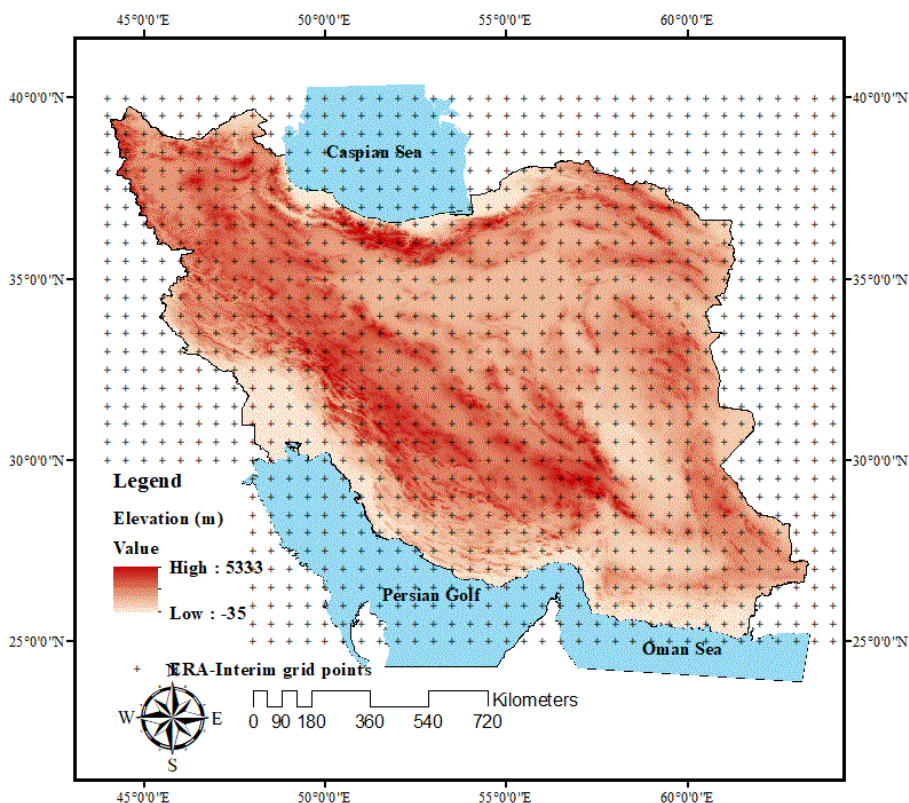 45°0'0"E 50°0'0"E 55°0'0"E 60°0'0"E
40°0'0"N 40°0'0"N
Caspian Sea
35°0'0"N 35°0'0"N
30°0'0"N 30°0'0"N
Legend
Elevation (m)
Value
High : 5333
Low : -35
Persian Golf
25°0'0"N 25°0'0"N
Oman Sea
ERA-Interim grid points
N
W E
S
Kilometers
0 90 180 360 540 720
45°0'0"E 50°0'0"E 55°0'0"E 60°0'0"E